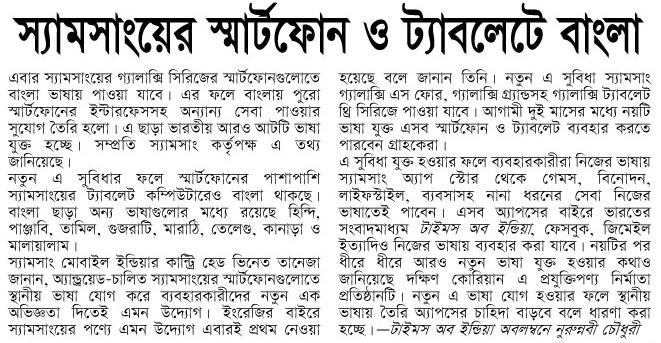 স্যামসাংয়ের স্মার্টফোন ও ট্যাবলেটে বাংলা
এবার স্যামসাংয়ের গ্যালাক্সি সিরিজের স্মার্টফোনগুলোতে
বাংলা ভাষায় পাওয়া যাবে। এর ফলে বাংলায় পুরো
স্মার্টফোনের ইন্টারফেসসহ অন্যান্য সেবা পাওয়ার
সুযোগ তৈরি হলো। এ ছাড়া ভারতীয় আরও আটটি ভাষা
যুক্ত হচ্ছে। সম্প্রতি স্যামসাং কর্তৃপক্ষ এ তথ্য
জানিয়েছে।
নতুন এ সুবিধার ফলে স্মার্টফোনের পাশাপাশি
স্যামসাংয়ের ট্যাবলেট কম্পিউটারেও বাংলা থাকছে।
বাংলা ছাড়া অন্য ভাষাগুলোর মধ্যে রয়েছে হিন্দি,
পাঞ্জাবি, তামিল, গুজরাটি, মারাঠি, তেলেগু, কানাড়া ও
মালায়ালাম।
স্যামসাং মোবাইল ইন্ডিয়ার কান্ট্রি হেড ভিনেত তানেজা
জানান, অ্যান্ড্রয়েড-চালিত স্যামসাংয়ের স্মার্টফোনগুলোতে
স্থানীয় ভাষা যোগ করে ব্যবহারকারীদের নতুন এক
অভিজ্ঞতা দিতেই এমন উদ্যোগ। ইংরেজির বাইরে
স্যামসাংয়ের পণ্যে এমন উদ্যোগ এবারই প্রথম নেওয়া
হয়েছে বলে জানান তিনি। নতুন এ সুবিধা স্যামসাং
গ্যালাক্সি এস ফোর, গ্যালাক্সি গ্র্যান্ডসহ গ্যালাক্সি ট্যাবলেট
থ্রি সিরিজে পাওয়া যাবে। আগামী দুই মাসের মধ্যে নয়টি
ভাষা যুক্ত এসব স্মার্টফোন ও ট্যাবলেট ব্যবহার করতে
পারবেন গ্রাহকেরা।
এ সুবিধা যুক্ত হওয়ার ফলে ব্যবহারকারীরা নিজের ভাষায়
স্যামসাং অ্যাপ স্টোর থেকে গেমস, বিনোদন,
লাইফস্টাইল, ব্যবসাসহ নানা ধরনের সেবা নিজের
ভাষাতেই পাবেন। এসব অ্যাপসের বাইরে ভারতের
সংবাদমাধ্যম টাইমস অব ইন্ডিয়া, ফেসবুক, জিমেইল
ইত্যাদিও নিজের ভাষায় ব্যবহার করা যাবে। নয়টির পর
ধীরে ধীরে আরও নতুন ভাষা যুক্ত হওয়ার কথাও
জানিয়েছে দক্ষিণ কোরিয়ান এ প্রযুক্তিপণ্য নির্মাতা
প্রতিষ্ঠানটি। নতুন এ ভাষা যোগ হওয়ার ফলে স্থানীয়
ভাষায় তৈরি অ্যাপসের চাহিদা বাড়বে বলে ধারণা করা
হচ্ছে।—টাইমস অব ইন্ডিয়া অবলম্বনে নুরুন্নবী চৌধুরী